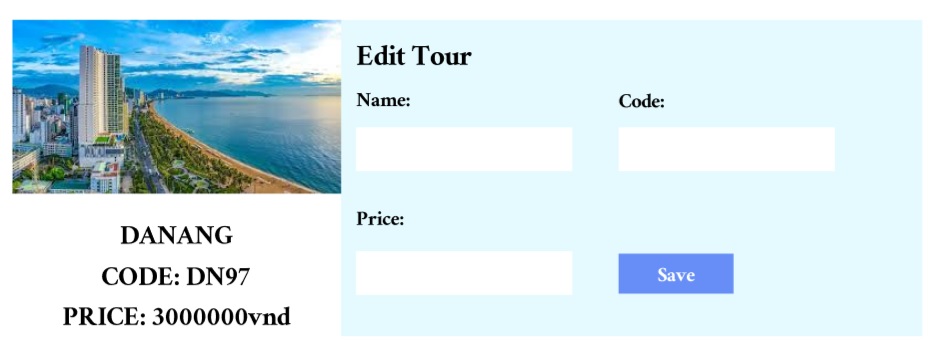 DANANG
CODE: DN97
PRICE: 3000000vnd
Edit Tour
Name:
Code:
Price:
Save